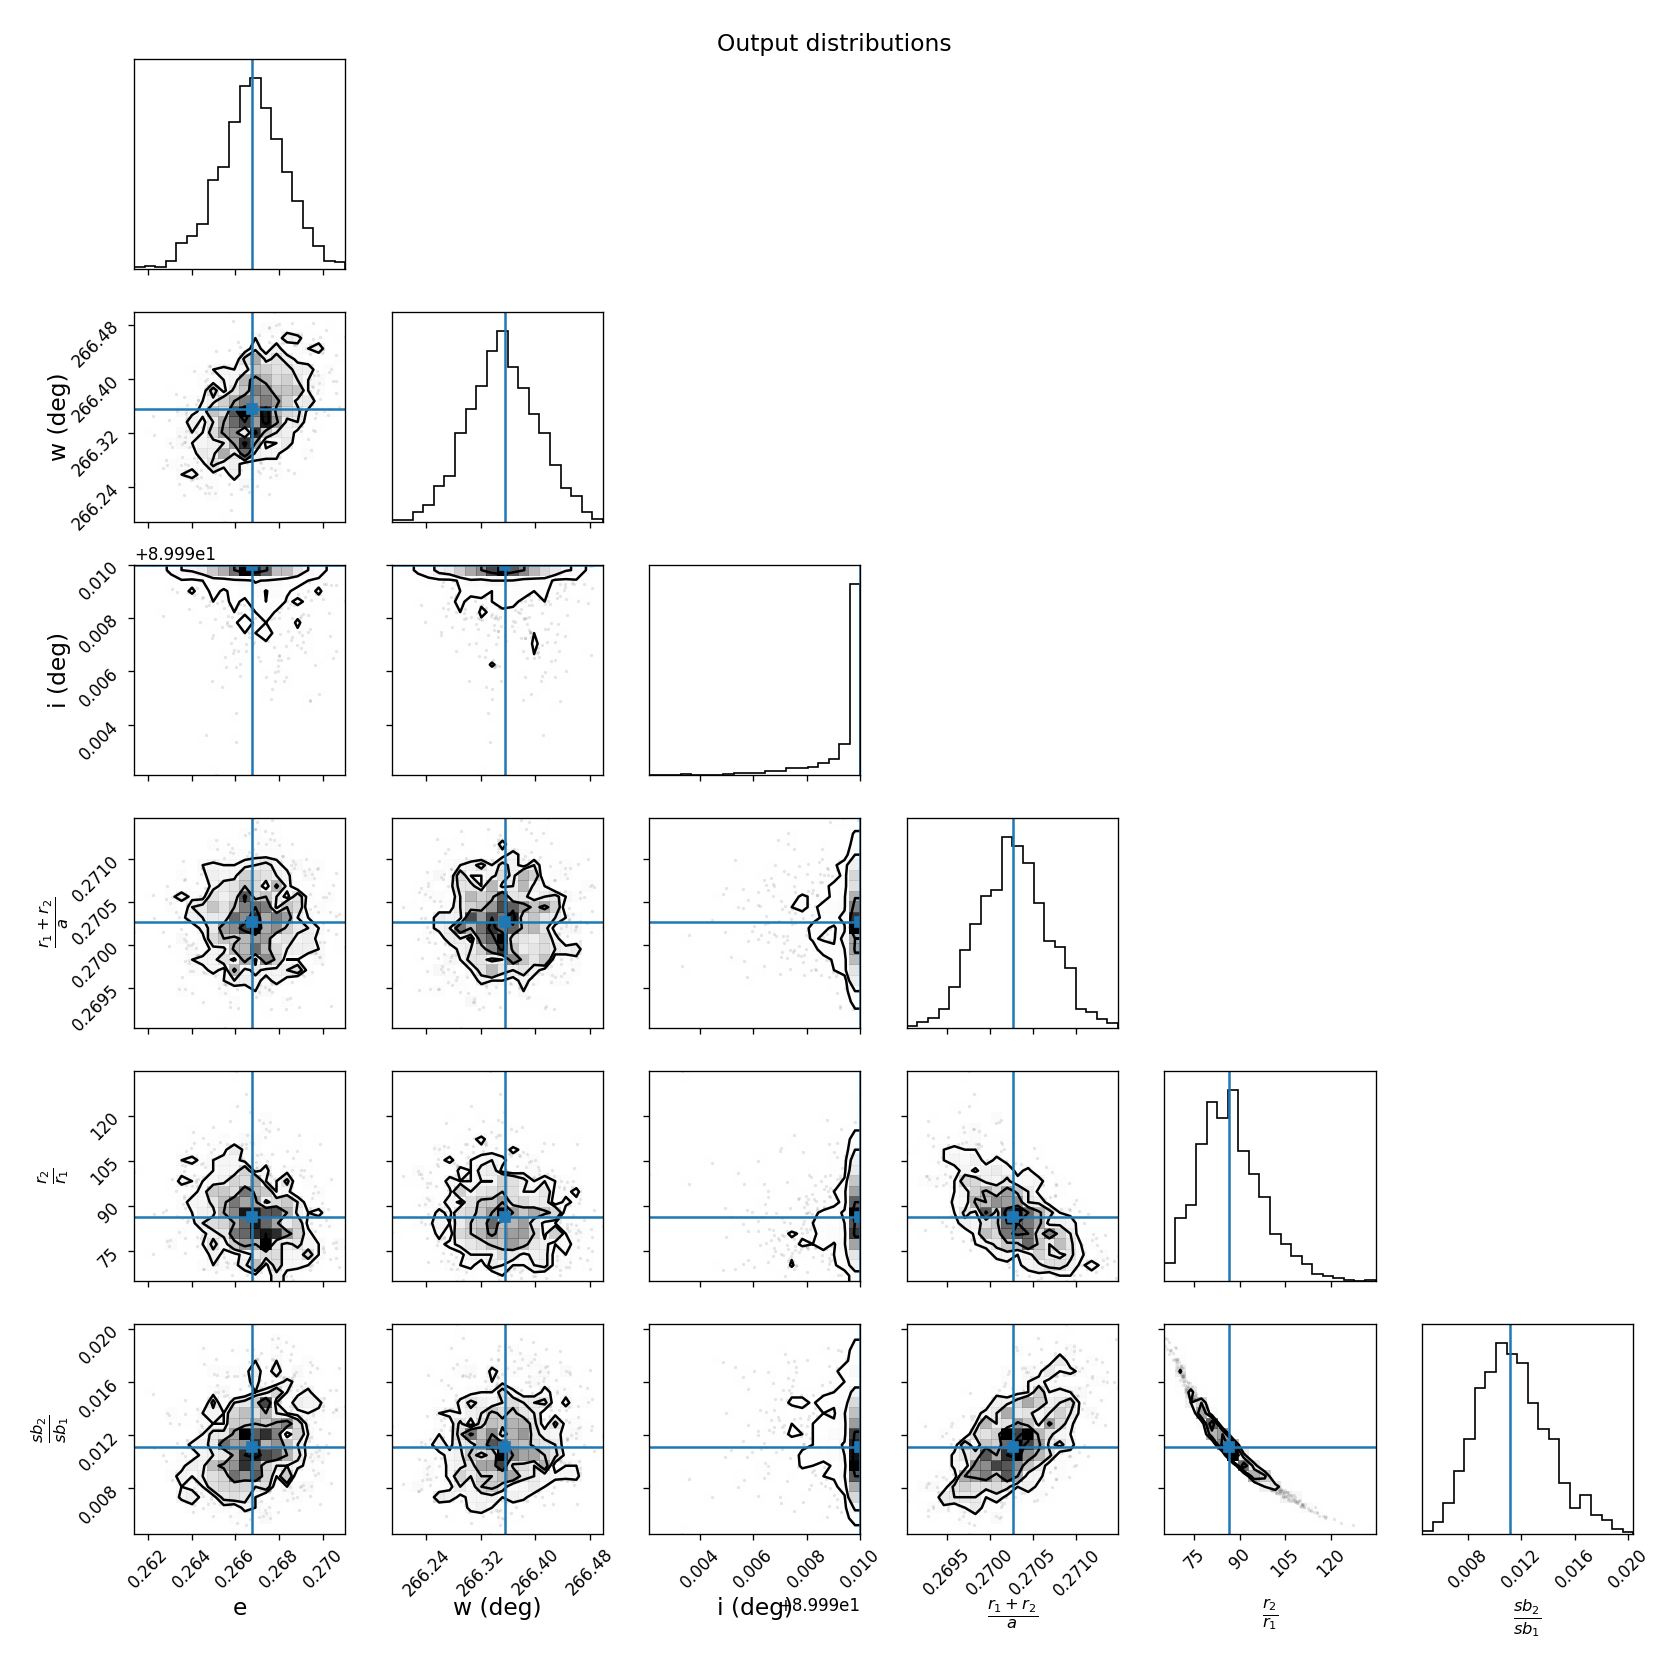 Output distributions
w (deg)
266.48
266.40
266.32
266.24
+8.999e1
i (deg)
0.010
0.008
0.006
0.004
r₁ + r₂
a
0.2710
0.2705
0.2700
0.2695
r₂
r₁
120
105
90
75
sb₂
sb₁
0.020
0.016
0.012
0.008
0.262 0.264 0.266 0.268 0.270 266.24 266.32 266.40 266.48 0.004 0.006 0.008 0.010 0.2695 0.2700 0.2705 0.2710 75 90 105 120 0.008 0.012 0.016 0.020
e w (deg) i (deg) +8.999e1
r₁ + r₂ r₂ sb₂
a r₁ sb₁